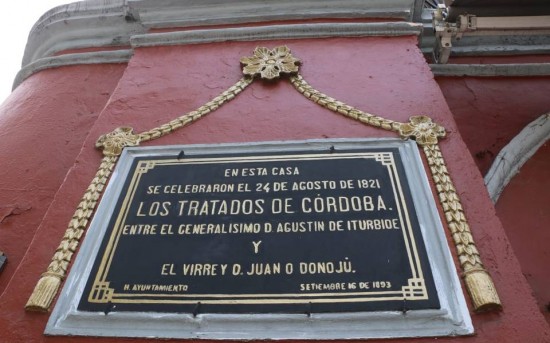 EN ESTA CASA
SE CELEBRARON EL 24 DE AGOSTO DE 1821
LOS TRATADOS DE CÓRDOBA.
ENTRE EL GENERALISIMO D. AGUSTIN DE ITURBIDE
Y
EL VIRREY D. JUAN O DONOJÚ.
H. AYUNTAMIENTO SETIEMBRE 16 DE 1893